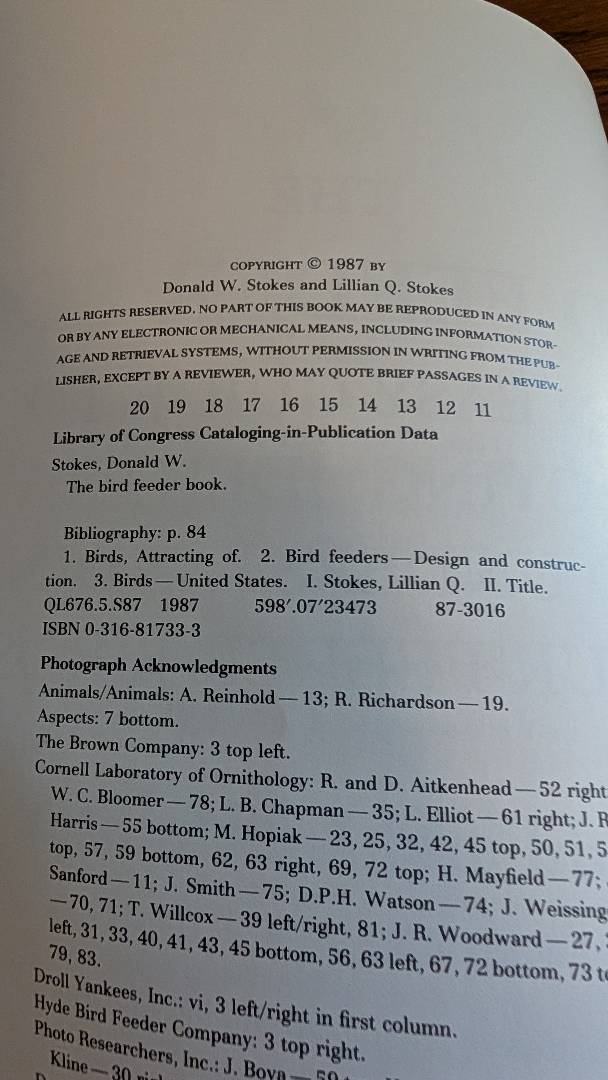 COPYRIGHT © 1987 BY
Donald W. Stokes and Lillian Q. Stokes
ALL RIGHTS RESERVED. NO PART OF THIS BOOK MAY BE REPRODUCED IN ANY FORM
OR BY ANY ELECTRONIC OR MECHANICAL MEANS, INCLUDING INFORMATION STOR-
AGE AND RETRIEVAL SYSTEMS, WITHOUT PERMISSION IN WRITING FROM THE PUB-
LISHER, EXCEPT BY A REVIEWER, WHO MAY QUOTE BRIEF PASSAGES IN A REVIEW.
20 19 18 17 16 15 14 13 12 11
Library of Congress Cataloging-in-Publication Data
Stokes, Donald W.
The bird feeder book.
Bibliography: p. 84
1. Birds, Attracting of. 2. Bird feeders—Design and construc-
tion. 3. Birds—United States. I. Stokes, Lillian Q. II. Title.
QL676.5.S87 1987 598′.07′23473 87-3016
ISBN 0-316-81733-3
Photograph Acknowledgments
Animals/Animals: A. Reinhold—13; R. Richardson—19.
Aspects: 7 bottom.
The Brown Company: 3 top left.
Cornell Laboratory of Ornithology: R. and D. Aitkenhead—52 right
W. C. Bloomer—78; L. B. Chapman—35; L. Elliot—61 right; J. R
Harris—55 bottom; M. Hopiak—23, 25, 32, 42, 45 top, 50, 51, 5
top, 57, 59 bottom, 62, 63 right, 69, 72 top; H. Mayfield—77;
Sanford—11; J. Smith—75; D.P.H. Watson—74; J. Weissing
—70, 71; T. Willcox—39 left/right, 81; J. R. Woodward—27,
left, 31, 33, 40, 41, 43, 45 bottom, 56, 63 left, 67, 72 bottom, 73 to
79, 83.
Droll Yankees, Inc.: vi, 3 left/right in first column.
Hyde Bird Feeder Company: 3 top right.
Photo Researchers, Inc.: J. Bova—
Kline—30